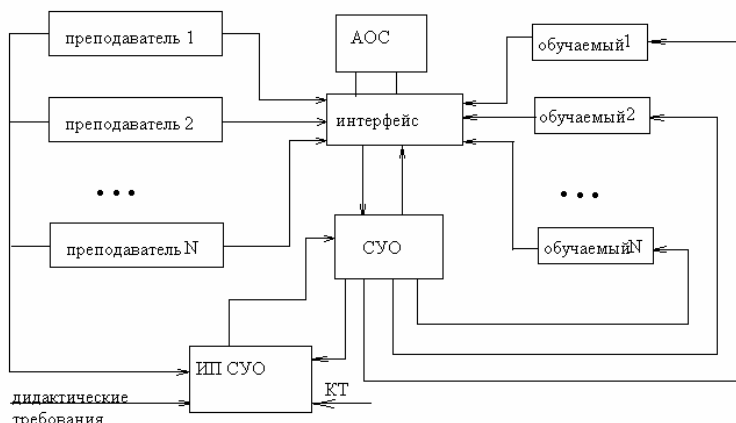 преподаватель 1
АОС
обучаемый1
преподаватель 2
интерфейс
обучаемый2
• • •
• • •
преподаватель N
СУО
обучаемыйN
ИП СУО
КТ
дидактические
требования